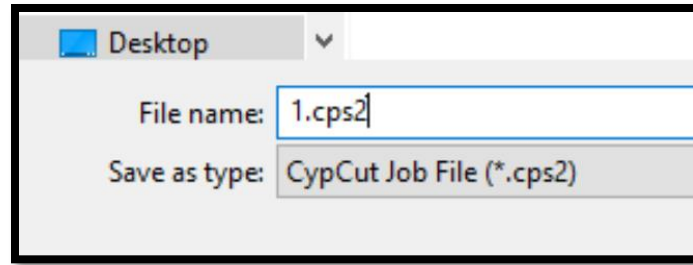 Desktop
File name: 1.cps2
Save as type: CypCut Job File (*.cps2)